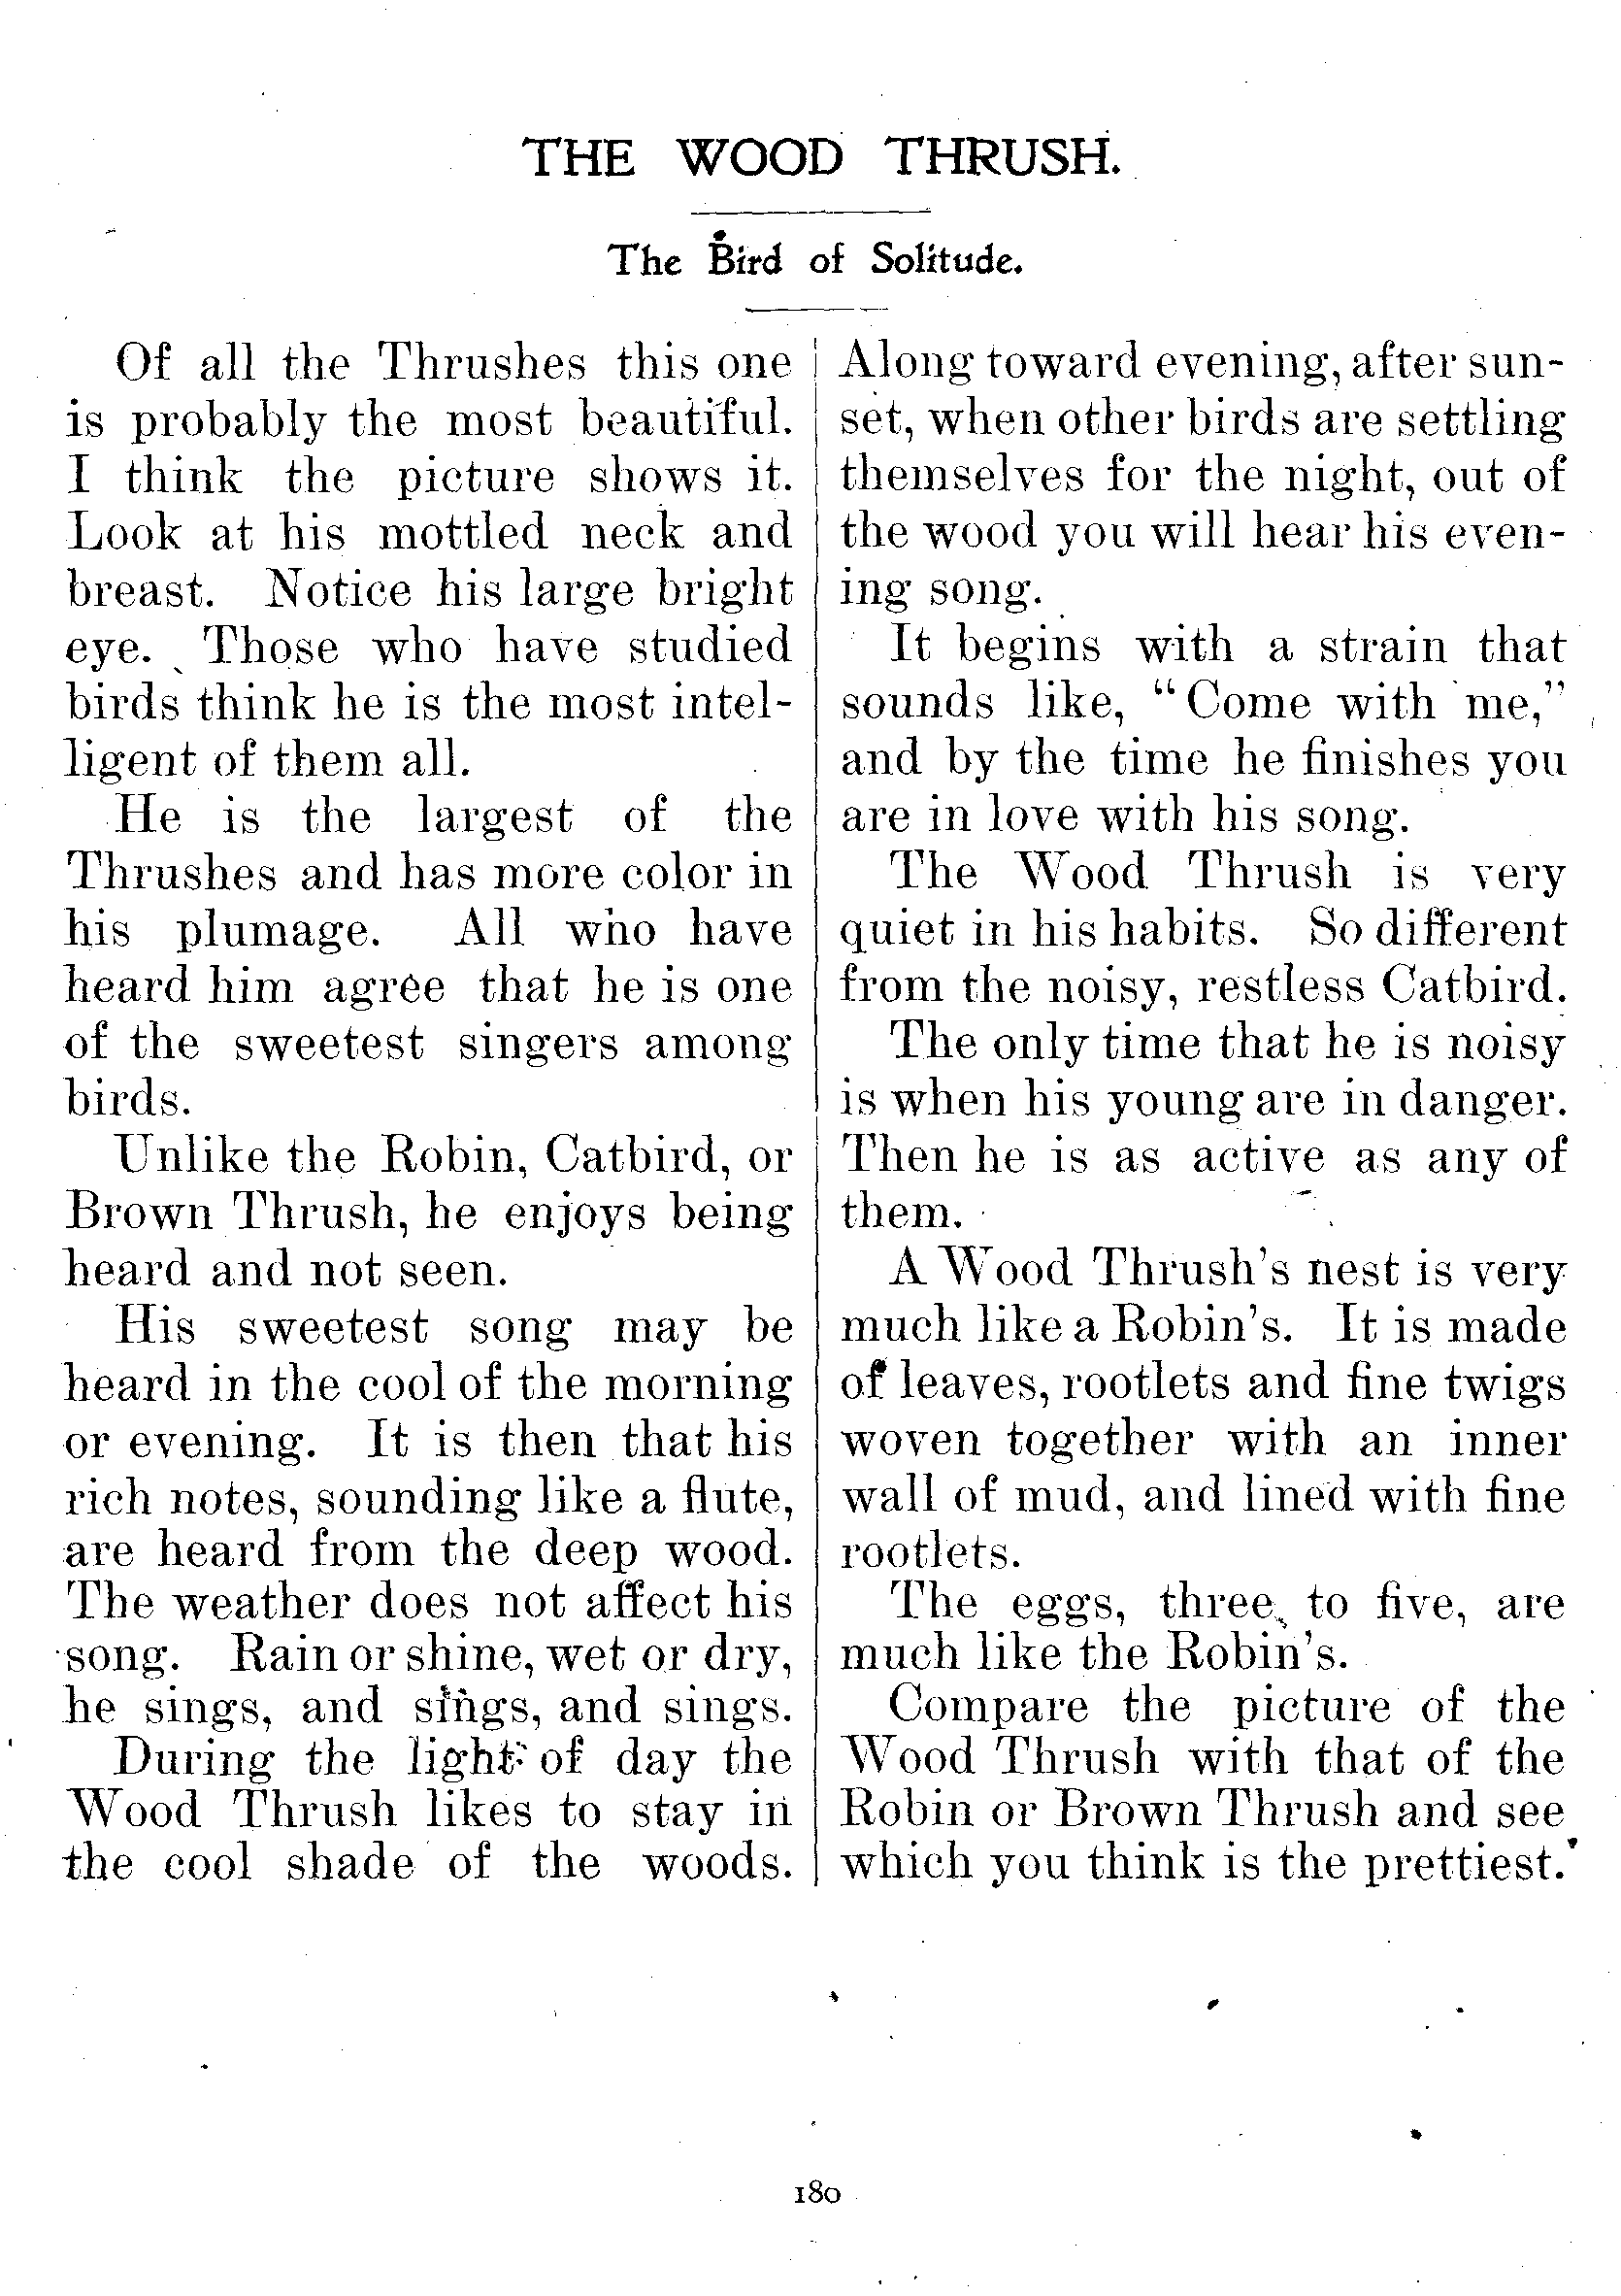 THE WOOD THRUSH.
The Bird of Solitude.
Of all the Thrushes this one
is probably the most beautiful.
I think the picture shows it.
Look at his mottled neck and
breast. Notice his large bright
eye. Those who have studied
birds think he is the most intel-
ligent of them all.
He is the largest of the
Thrushes and has more color in
his plumage. All who have
heard him agree that he is one
of the sweetest singers among
birds.
Unlike the Robin, Catbird, or
Brown Thrush, he enjoys being
heard and not seen.
His sweetest song may be
heard in the cool of the morning
or evening. It is then that his
rich notes, sounding like a flute,
are heard from the deep wood.
The weather does not affect his
song. Rain or shine, wet or dry,
he sings, and sings, and sings.
During the light of day the
Wood Thrush likes to stay in
the cool shade of the woods.
Along toward evening, after sun-
set, when other birds are settling
themselves for the night, out of
the wood you will hear his even-
ing song.
It begins with a strain that
sounds like, “Come with me,”
and by the time he finishes you
are in love with his song.
The Wood Thrush is very
quiet in his habits. So different
from the noisy, restless Catbird.
The only time that he is noisy
is when his young are in danger.
Then he is as active as any of
them.
A Wood Thrush's nest is very
much like a Robin's. It is made
of leaves, rootlets and fine twigs
woven together with an inner
wall of mud, and lined with fine
rootlets.
The eggs, three to five, are
much like the Robin's.
Compare the picture of the
Wood Thrush with that of the
Robin or Brown Thrush and see
which you think is the prettiest.
180